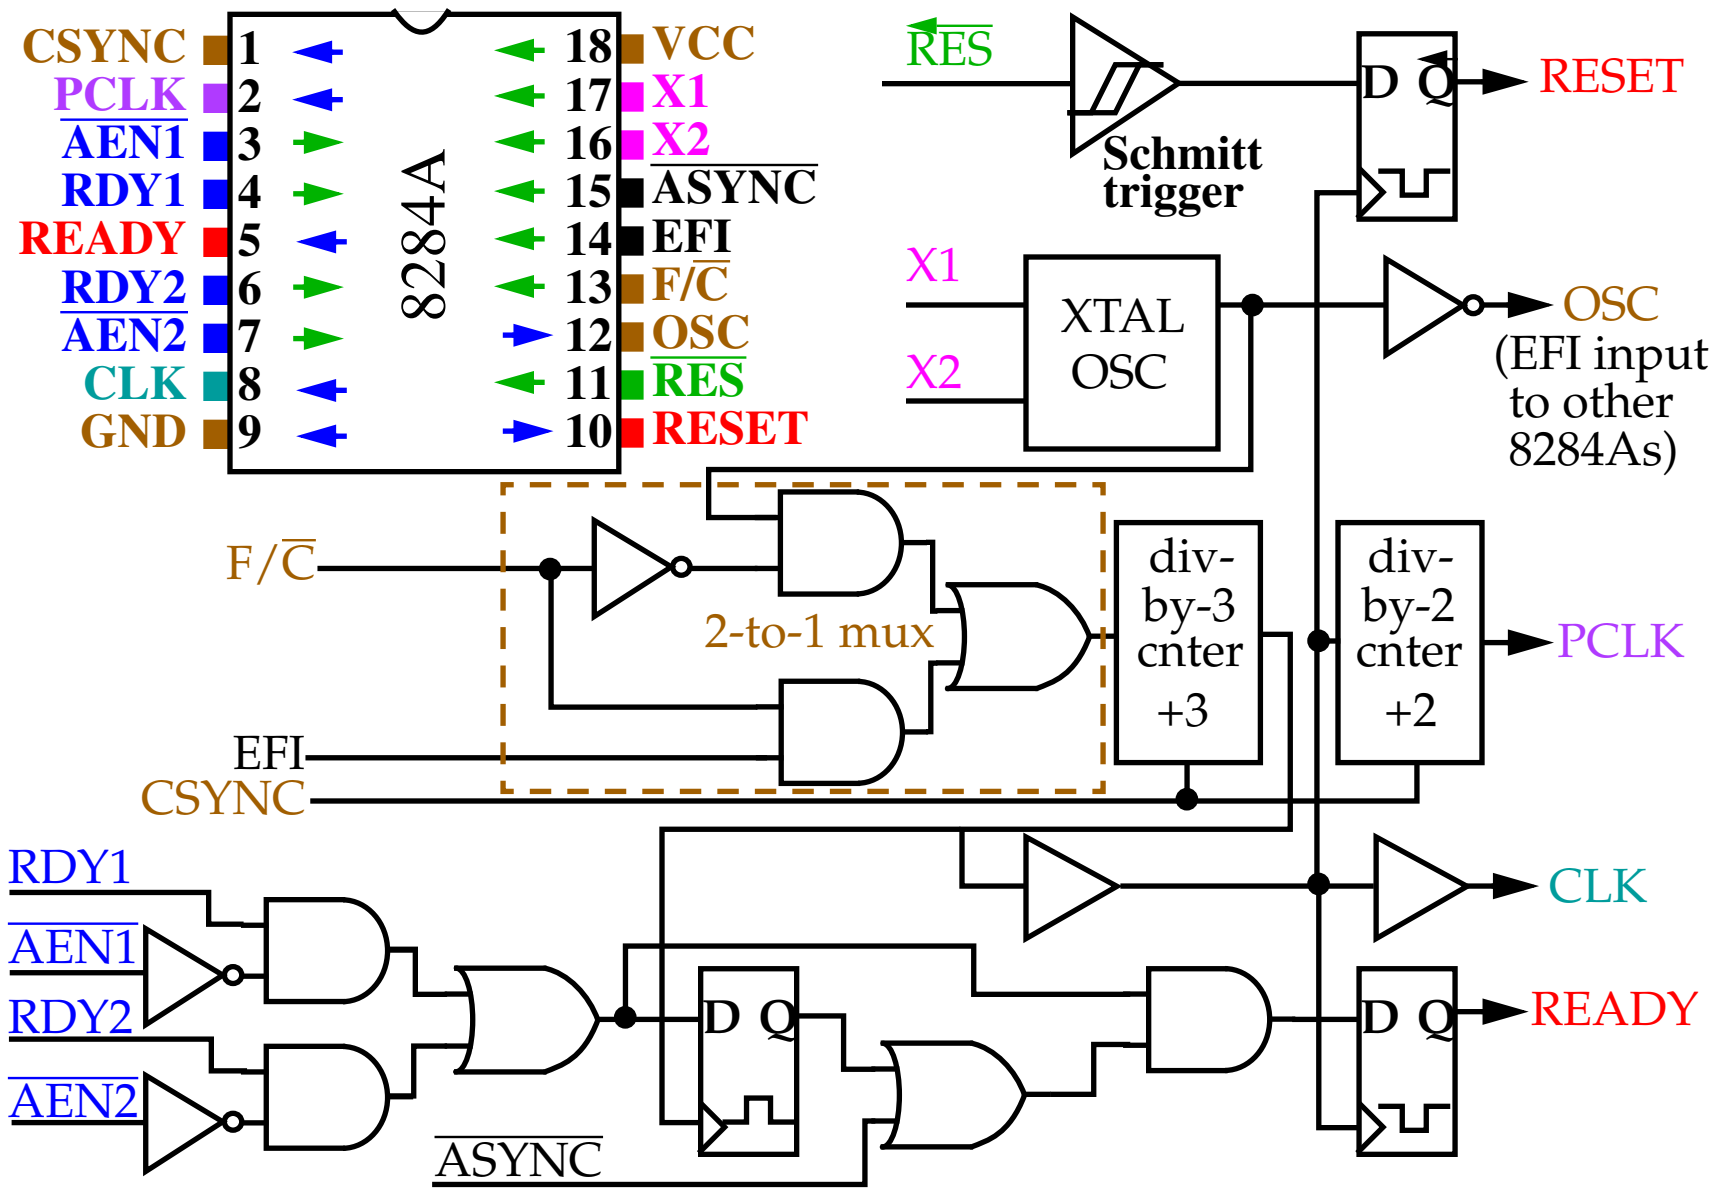 CSYNC 1 18 VCC
PCLK 2 17 X1
AEN1 3 16 X2
RDY1 4 15 ASYNC
READY 5 14 EFI
RDY2 6 13 F/C
AEN2 7 12 OSC
CLK 8 11 RES
GND 9 10 RESET
8284A
RES
Schmitt
trigger
D Q
RESET
X1
X2
XTAL
OSC
OSC
(EFI input
to other
8284As)
F/C
2-to-1 mux
EFI
CSYNC
div-
by-3
cnter
+3
div-
by-2
cnter
+2
PCLK
CLK
RDY1
AEN1
RDY2
AEN2
D Q
ASYNC
D Q
READY